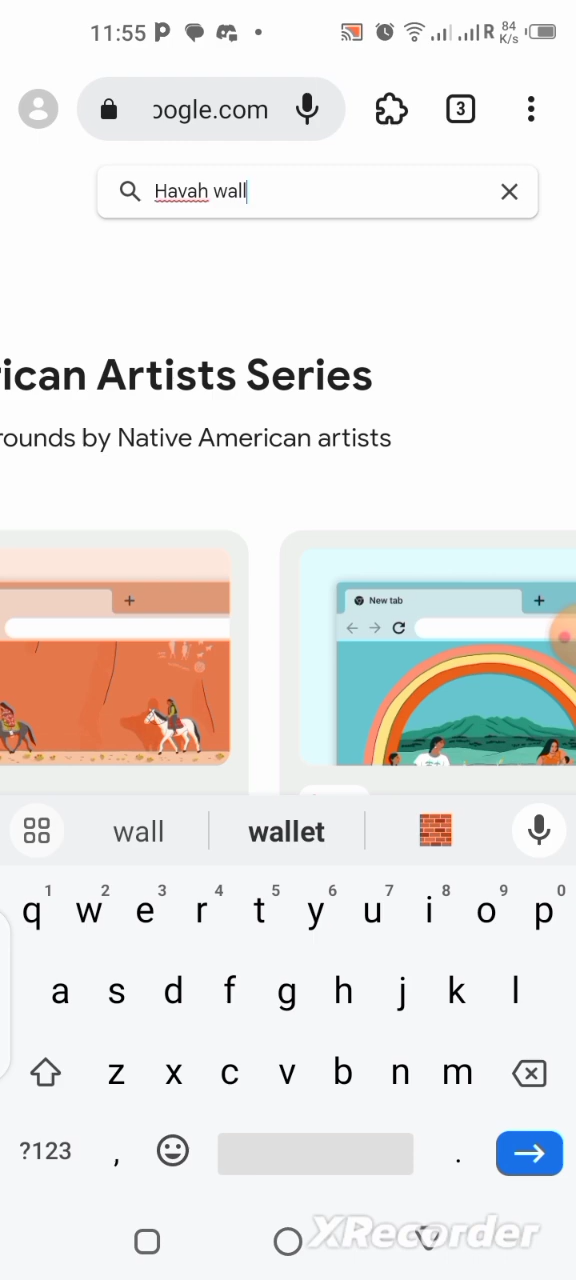 11:55
R
84
K/s
oogle.com
3
Havah wall
ican Artists Series
rounds by Native American artists
New tab
wall
wallet
1 2 3 4 5 6 7 8 9 0
q w e r t y u i o p
a s d f g h j k l
z x c v b n m
?123 , .
XRecorder